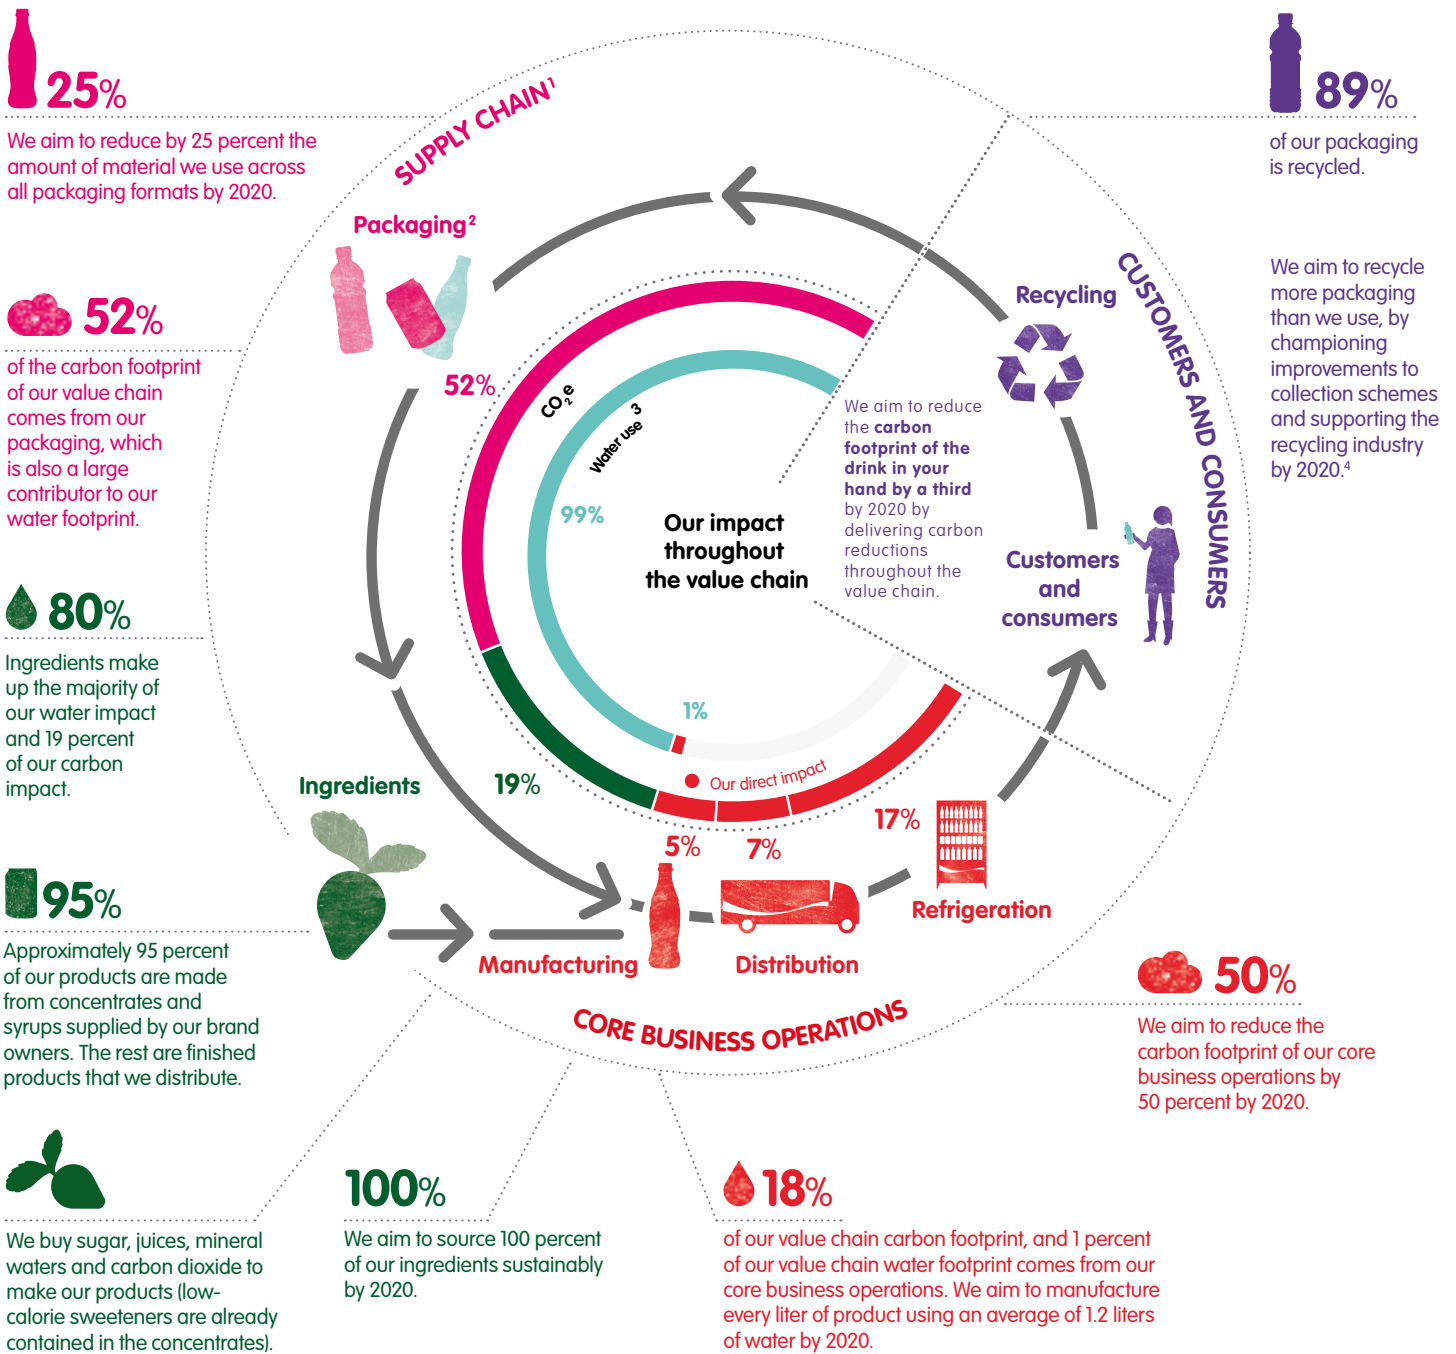 25%
We aim to reduce by 25 percent the
amount of material we use across
all packaging formats by 2020.
52%
of the carbon footprint
of our value chain
comes from our
packaging, which
is also a large
contributor to our
water footprint.
80%
Ingredients make
up the majority of
our water impact
and 19 percent
of our carbon
impact.
95%
Approximately 95 percent
of our products are made
from concentrates and
syrups supplied by our brand
owners. The rest are finished
products that we distribute.
We buy sugar, juices, mineral
waters and carbon dioxide to
make our products (low-
calorie sweeteners are already
contained in the concentrates).
100%
We aim to source 100 percent
of our ingredients sustainably
by 2020.
18%
of our value chain carbon footprint, and 1 percent
of our value chain water footprint comes from our
core business operations. We aim to manufacture
every liter of product using an average of 1.2 liters
of water by 2020.
50%
We aim to reduce the
carbon footprint of our core
business operations by
50 percent by 2020.
89%
of our packaging
is recycled.
We aim to recycle
more packaging
than we use, by
championing
improvements to
collection schemes
and supporting the
recycling industry
by 2020.⁴
SUPPLY CHAIN¹
Packaging²
52%
CO₂e
Water use³
99%
Our impact
throughout
the value chain
We aim to reduce
the carbon
footprint of the
drink in your
hand by a third
by 2020 by
delivering carbon
reductions
throughout the
value chain.
Recycling
CUSTOMERS AND CONSUMERS
Customers
and
consumers
1%
Our direct impact
Ingredients
19%
5%
7%
17%
Manufacturing
Distribution
Refrigeration
CORE BUSINESS OPERATIONS